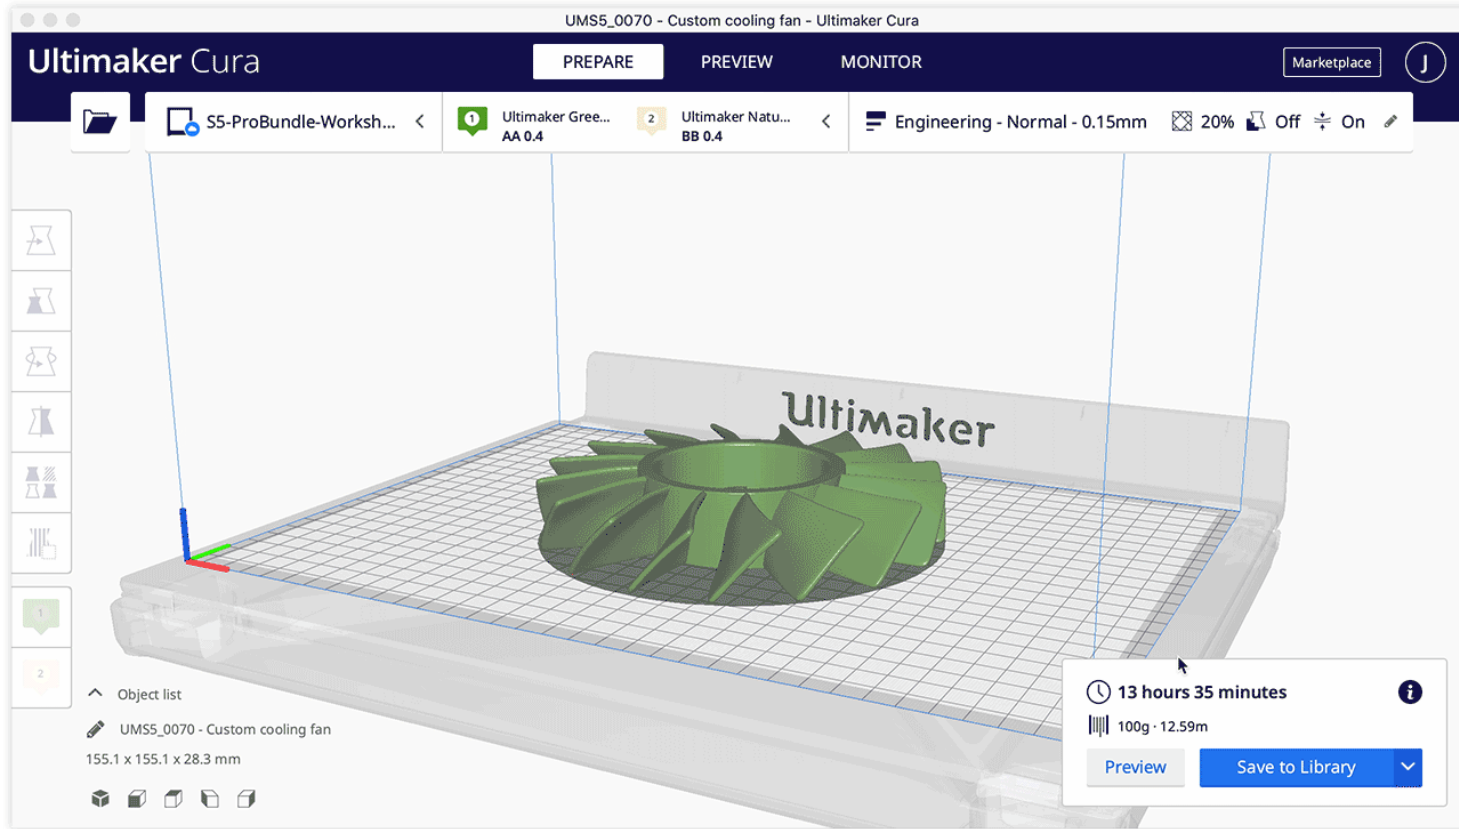 UMS5_0070 - Custom cooling fan - Ultimaker Cura
Ultimaker Cura
PREPARE
PREVIEW
MONITOR
Marketplace
J
S5-ProBundle-Worksh...
1
Ultimaker Gree...
AA 0.4
2
Ultimaker Natu...
BB 0.4
Engineering - Normal - 0.15mm
20%
Off
On
Ultimaker
1
2
Object list
UMS5_0070 - Custom cooling fan
155.1 x 155.1 x 28.3 mm
13 hours 35 minutes
i
100g · 12.59m
Preview
Save to Library